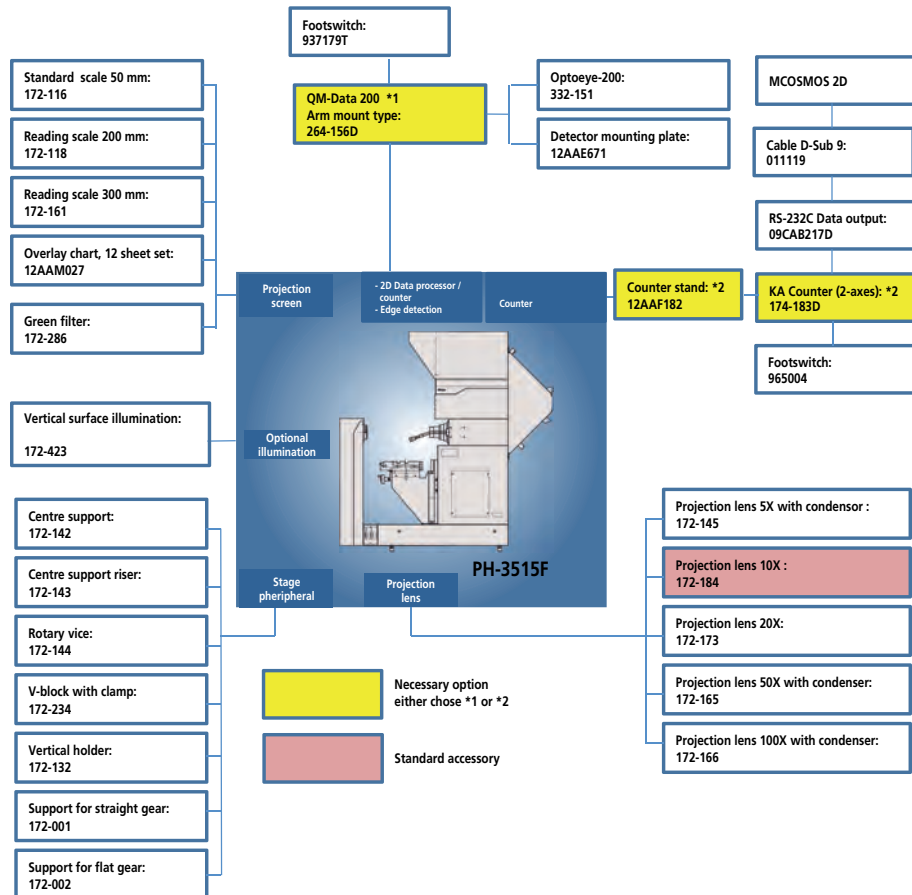 Footswitch:
937179T
Standard scale 50 mm:
172-116
Reading scale 200 mm:
172-118
Reading scale 300 mm:
172-161
Overlay chart, 12 sheet set:
12AAM027
Green filter:
172-286
QM-Data 200 *1
Arm mount type:
264-156D
Optoeye-200:
332-151
Detector mounting plate:
12AAE671
MCOSMOS 2D
Cable D-Sub 9:
011119
RS-232C Data output:
09CAB217D
Counter stand: *2
12AAF182
KA Counter (2-axes): *2
174-183D
Footswitch:
965004
Projection
screen
- 2D Data processor /
counter
- Edge detection
Counter
Vertical surface illumination:
172-423
Optional
illumination
PH-3515F
Stage
pheripheral
Projection
lens
Centre support:
172-142
Centre support riser:
172-143
Rotary vice:
172-144
V-block with clamp:
172-234
Vertical holder:
172-132
Support for straight gear:
172-001
Support for flat gear:
172-002
Necessary option
either chose *1 or *2
Standard accessory
Projection lens 5X with condensor :
172-145
Projection lens 10X :
172-184
Projection lens 20X:
172-173
Projection lens 50X with condenser:
172-165
Projection lens 100X with condenser:
172-166